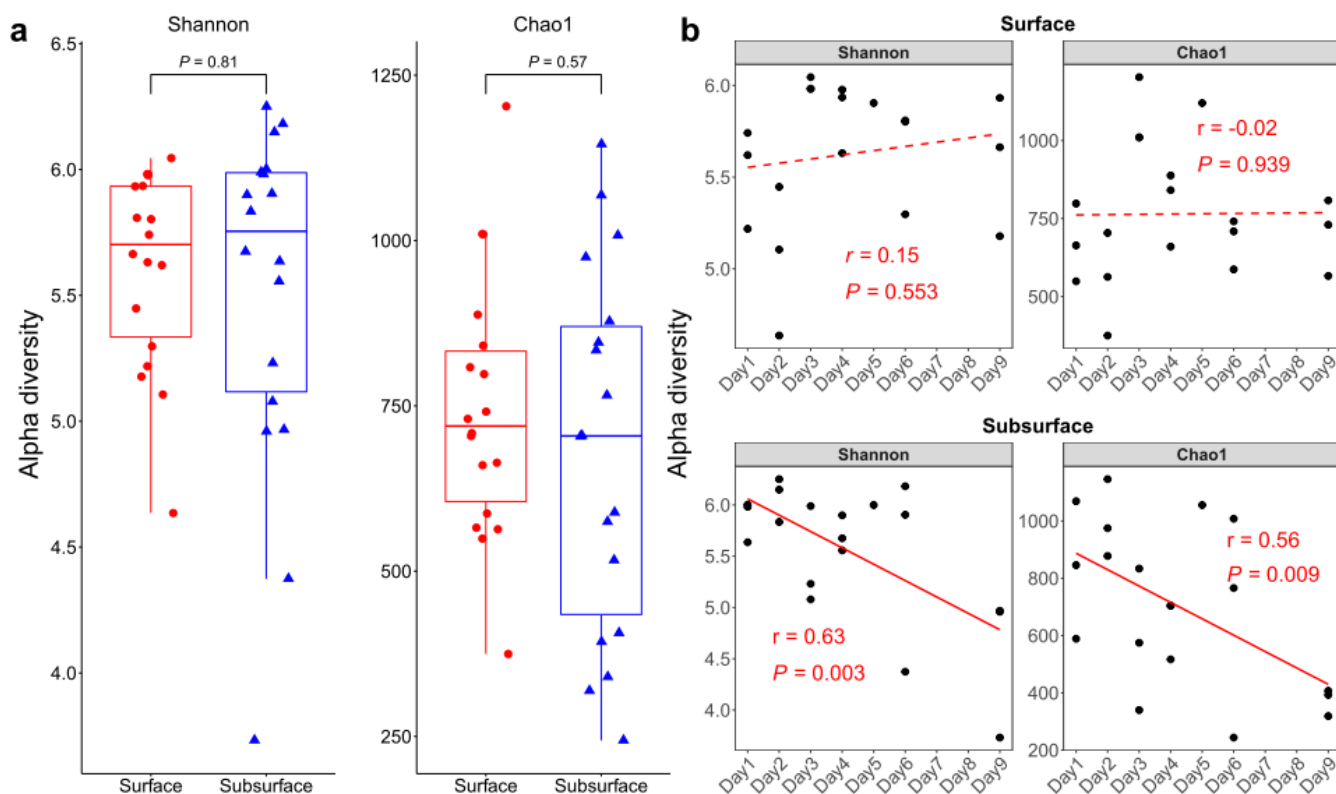 a
Shannon
Chao1
Alpha diversity
6.5
6.0
5.5
5.0
4.5
4.0
P = 0.81
Surface
Subsurface
1250
1000
750
500
250
P = 0.57
Surface
Subsurface
b
Surface
Alpha diversity
Shannon
6.0
5.5
5.0
r = 0.15
P = 0.553
Day1
Day2
Day3
Day4
Day5
Day6
Day7
Day8
Day9
Chao1
1000
750
500
r = -0.02
P = 0.939
Day1
Day2
Day3
Day4
Day5
Day6
Day7
Day8
Day9
Subsurface
Shannon
6.0
5.5
5.0
4.5
4.0
r = 0.63
P = 0.003
Day1
Day2
Day3
Day4
Day5
Day6
Day7
Day8
Day9
Chao1
1000
800
600
400
200
r = 0.56
P = 0.009
Day1
Day2
Day3
Day4
Day5
Day6
Day7
Day8
Day9